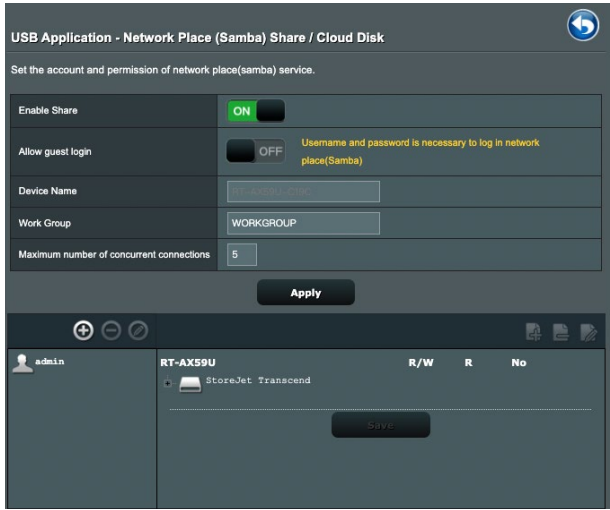 USB Application - Network Place (Samba) Share / Cloud Disk
Set the account and permission of network place(samba) service.
Enable Share ON
Allow guest login OFF Username and password is necessary to log in network
place(Samba)
Device Name
Work Group WORKGROUP
Maximum number of concurrent connections 5
Apply
admin RT-AX59U R/W R No
StoreJet Transcend
Save